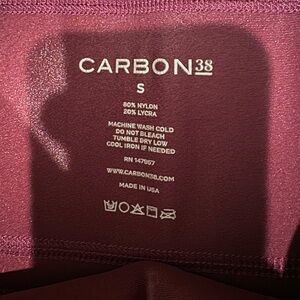 CARBON38
S
80% NYLON
20% LYCRA
MACHINE WASH COLD
DO NOT BLEACH
TUMBLE DRY LOW
COOL IRON IF NEEDED
RN 147957
WWW.CARBON38.COM
MADE IN USA